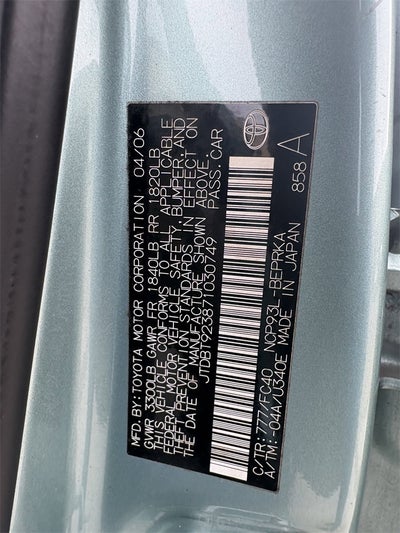 MFD. BY: TOYOTA MOTOR CORPORATION 04/06
GVWR 3300LB GAWR FR 1840LB RR 1820LB
THIS VEHICLE CONFORMS TO ALL APPLICABLE
FEDERAL MOTOR VEHICLE SAFETY, BUMPER, AND
THEFT PREVENTION STANDARDS IN EFFECT ON
THE DATE OF MANUFACTURE SHOWN ABOVE.
JTDBT923871030749 PASS. CAR
C/TR: 777/FC40 NCP93L-BEPRKA
A/TM: -04A/U340E MADE IN JAPAN 858 A